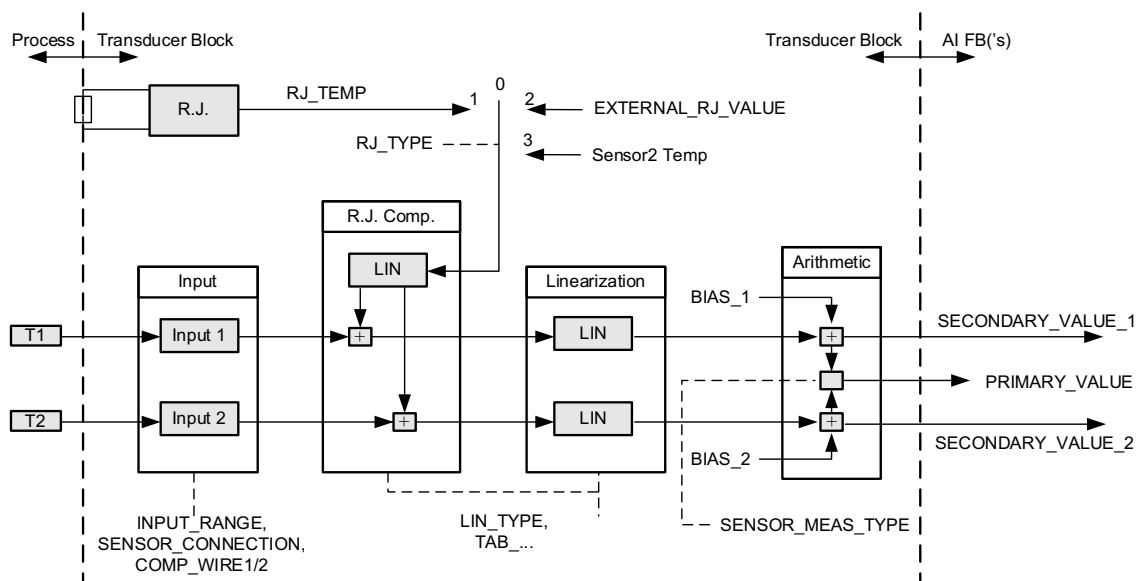 Process
Transducer Block
Transducer Block
AI FB('s)
0
R.J.
RJ_TEMP
1
2
EXTERNAL_RJ_VALUE
RJ_TYPE
3
Sensor2 Temp
R.J. Comp.
LIN
Input
Linearization
Arithmetic
BIAS_1
T1
Input 1
+
LIN
+
SECONDARY_VALUE_1
PRIMARY_VALUE
T2
Input 2
+
LIN
+
SECONDARY_VALUE_2
BIAS_2
INPUT_RANGE,
SENSOR_CONNECTION,
COMP_WIRE1/2
LIN_TYPE,
TAB_...
SENSOR_MEAS_TYPE